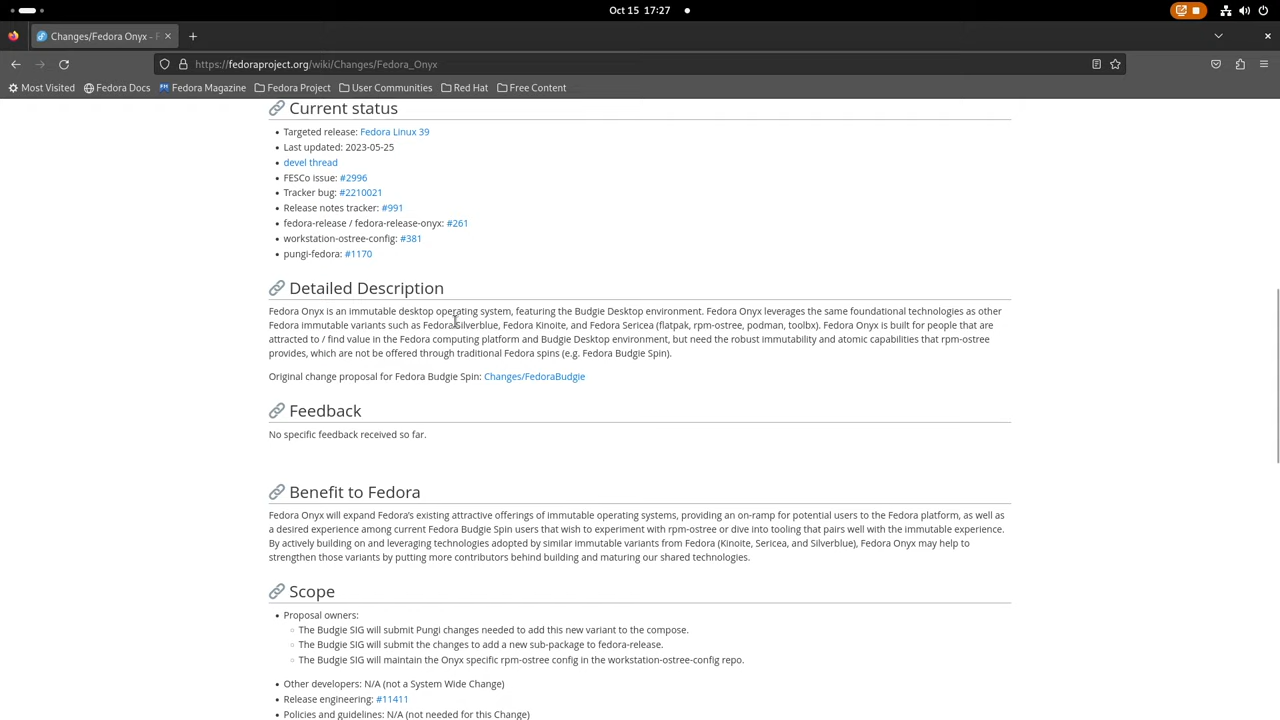 Oct 15 17:27
Changes/Fedora Onyx - F
https://fedoraproject.org/wiki/Changes/Fedora_Onyx
Most Visited
Fedora Docs
Fedora Magazine
Fedora Project
User Communities
Red Hat
Free Content
Current status
Targeted release: Fedora Linux 39
Last updated: 2023-05-25
devel thread
FESCo issue: #2996
Tracker bug: #2210021
Release notes tracker: #991
fedora-release / fedora-release-onyx: #261
workstation-ostree-config: #381
pungi-fedora: #1170
Detailed Description
Fedora Onyx is an immutable desktop operating system, featuring the Budgie Desktop environment. Fedora Onyx leverages the same foundational technologies as other
Fedora immutable variants such as Fedora Silverblue, Fedora Kinoite, and Fedora Sericea (flatpak, rpm-ostree, podman, toolbx). Fedora Onyx is built for people that are
attracted to / find value in the Fedora computing platform and Budgie Desktop environment, but need the robust immutability and atomic capabilities that rpm-ostree
provides, which are not be offered through traditional Fedora spins (e.g. Fedora Budgie Spin).
Original change proposal for Fedora Budgie Spin: Changes/FedoraBudgie
Feedback
No specific feedback received so far.
Benefit to Fedora
Fedora Onyx will expand Fedora's existing attractive offerings of immutable operating systems, providing an on-ramp for potential users to the Fedora platform, as well as
a desired experience among current Fedora Budgie Spin users that wish to experiment with rpm-ostree or dive into tooling that pairs well with the immutable experience.
By actively building on and leveraging technologies adopted by similar immutable variants from Fedora (Kinoite, Sericea, and Silverblue), Fedora Onyx may help to
strengthen those variants by putting more contributors behind building and maturing our shared technologies.
Scope
Proposal owners:
The Budgie SIG will submit Pungi changes needed to add this new variant to the compose.
The Budgie SIG will submit the changes to add a new sub-package to fedora-release.
The Budgie SIG will maintain the Onyx specific rpm-ostree config in the workstation-ostree-config repo.
Other developers: N/A (not a System Wide Change)
Release engineering: #11411
Policies and guidelines: N/A (not needed for this Change)